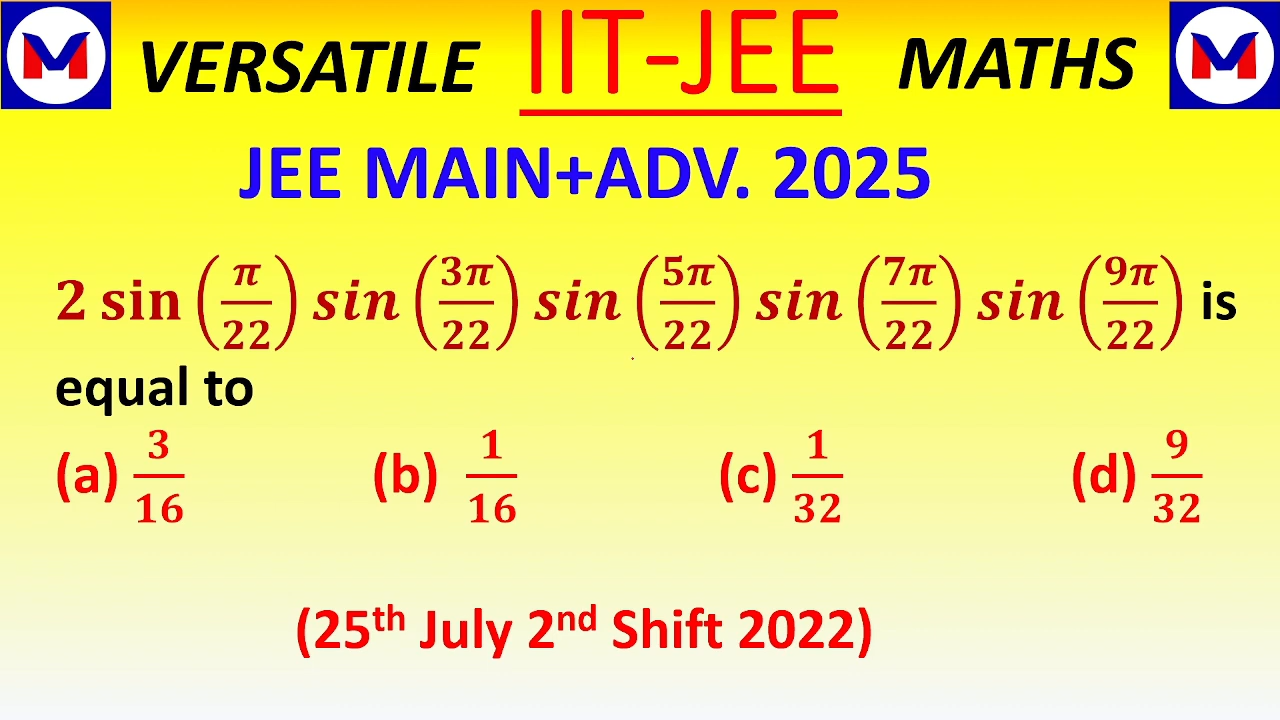 VERSATILE IIT-JEE MATHS
JEE MAIN+ADV. 2025
2 sin (π/22) sin (3π/22) sin (5π/22) sin (7π/22) sin (9π/22) is
equal to
(a) 3/16 (b) 1/16 (c) 1/32 (d) 9/32
(25th July 2nd Shift 2022)